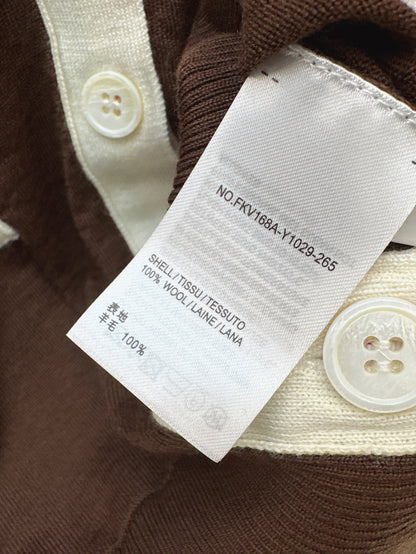 NO.FKV168A-Y1029-265
SHELL/TISSU/TESSUTO
100% WOOL/LAINE/LANA
表地
羊毛 100%